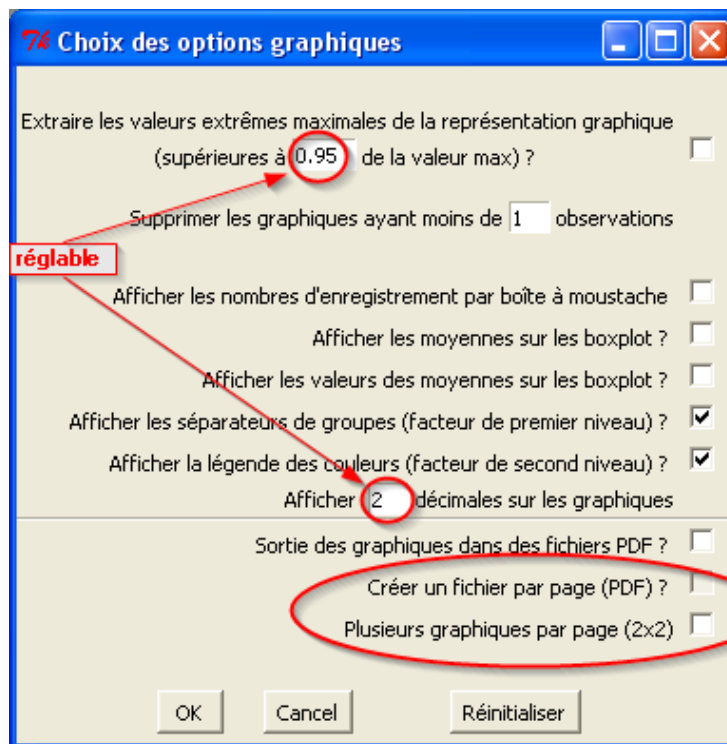 Choix des options graphiques
Extraire les valeurs extrêmes maximales de la représentation graphique
(supérieures à 0.95 de la valeur max) ?
Supprimer les graphiques ayant moins de 1 observations
réglable
Afficher les nombres d'enregistrement par boîte à moustache
Afficher les moyennes sur les boxplot ?
Afficher les valeurs des moyennes sur les boxplot ?
Afficher les séparateurs de groupes (facteur de premier niveau) ?
Afficher la légende des couleurs (facteur de second niveau) ?
Afficher 2 décimales sur les graphiques
Sortie des graphiques dans des fichiers PDF ?
Créer un fichier par page (PDF) ?
Plusieurs graphiques par page (2x2)
OK Cancel Réinitialiser